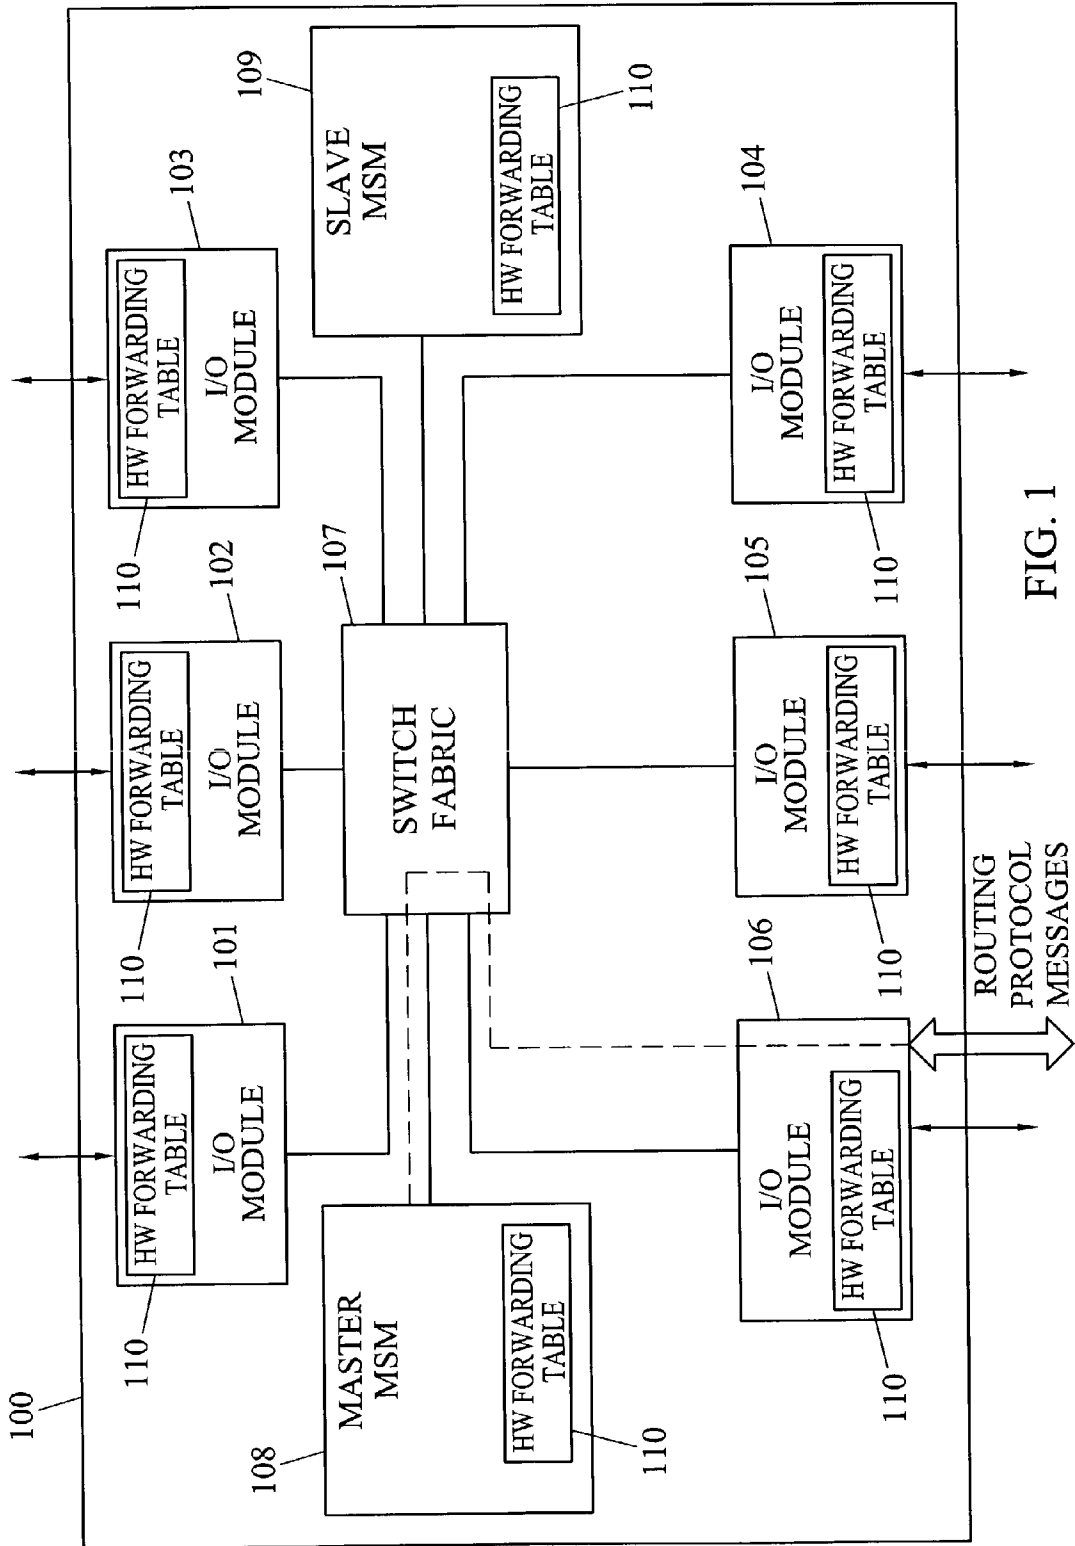 100
110
HW FORWARDING
TABLE
I/O
MODULE
101
110
HW FORWARDING
TABLE
I/O
MODULE
102
110
HW FORWARDING
TABLE
I/O
MODULE
103
108
MASTER
MSM
HW FORWARDING
TABLE
110
SWITCH
FABRIC
107
SLAVE
MSM
109
HW FORWARDING
TABLE
110
I/O
MODULE
106
HW FORWARDING
TABLE
110
I/O
MODULE
105
HW FORWARDING
TABLE
110
I/O
MODULE
104
HW FORWARDING
TABLE
110
ROUTING
PROTOCOL
MESSAGES
FIG. 1